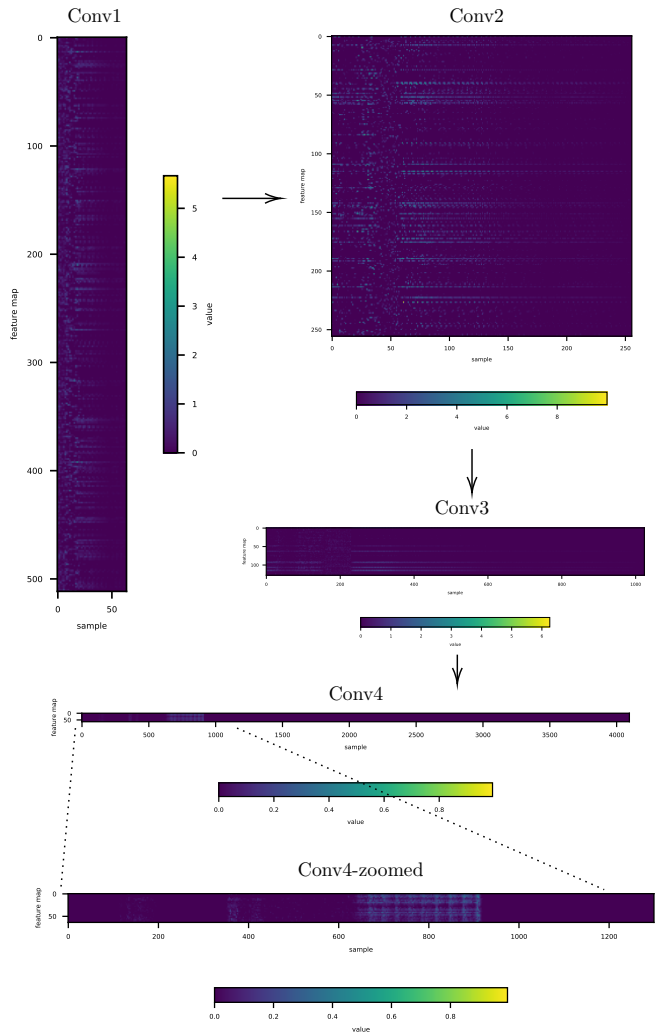 Conv1
0
100
200
300
400
500
feature map
0 50
sample
5
4
3
2
1
0
value
Conv2
0
50
100
150
200
250
feature map
0 50 100 150 200 250
sample
0 2 4 6 8
value
Conv3
0
50
100
feature map
0 200 400 600 800 1000
sample
0 1 2 3 4 5 6
value
Conv4
0
50
feature map
0 500 1000 1500 2000 2500 3000 3500 4000
sample
0.0 0.2 0.4 0.6 0.8
value
Conv4-zoomed
0
50
feature map
0 200 400 600 800 1000 1200
sample
0.0 0.2 0.4 0.6 0.8
value